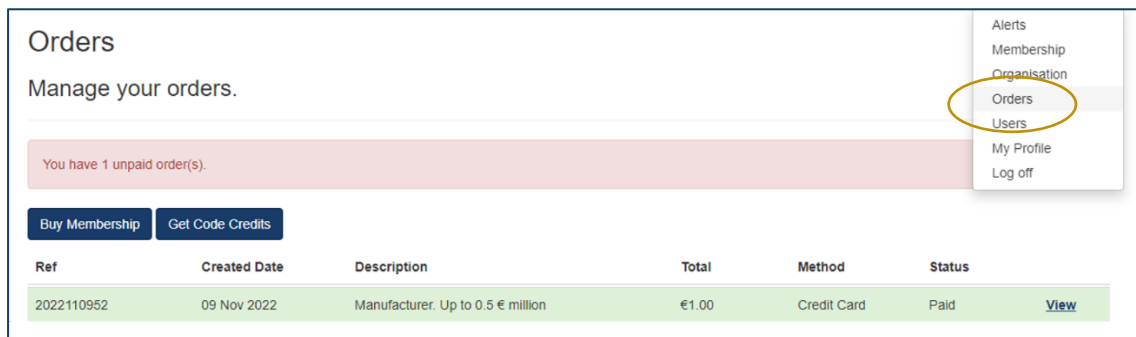 Orders
Manage your orders.
You have 1 unpaid order(s).
Alerts
Membership
Organisation
Orders
Users
My Profile
Log off
Buy Membership Get Code Credits
Ref Created Date Description Total Method Status
2022110952 09 Nov 2022 Manufacturer. Up to 0.5 € million €1.00 Credit Card Paid View